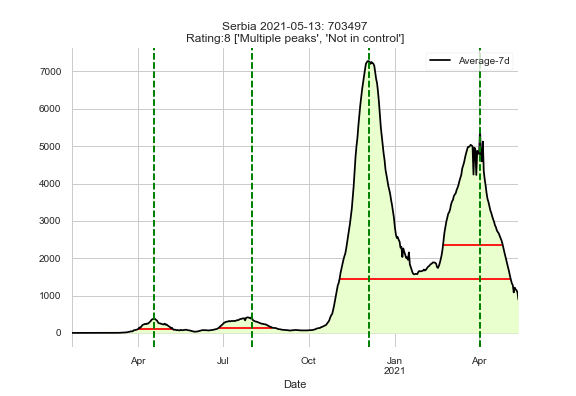 Serbia 2021-05-13: 703497
Rating:8 ['Multiple peaks', 'Not in control']
Average-7d
7000
6000
5000
4000
3000
2000
1000
0
Apr Jul Oct Jan Apr
2021
Date